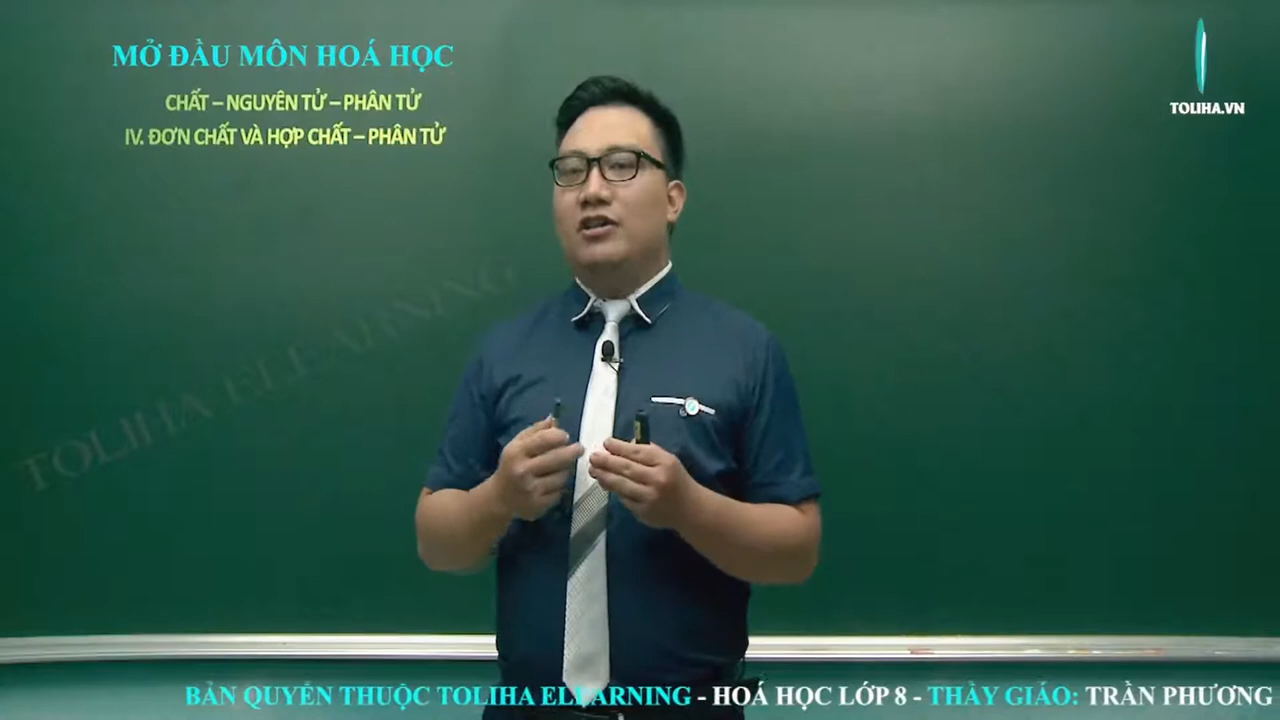 MỞ ĐẦU MÔN HOÁ HỌC
CHẤT – NGUYÊN TỬ – PHÂN TỬ
IV. ĐƠN CHẤT VÀ HỢP CHẤT – PHÂN TỬ
TOLIHA.VN
TOLIHA ELEARNING
BẢN QUYỀN THUỘC TOLIHA ELEARNING - HOÁ HỌC LỚP 8 - THẦY GIÁO: TRẦN PHƯƠNG